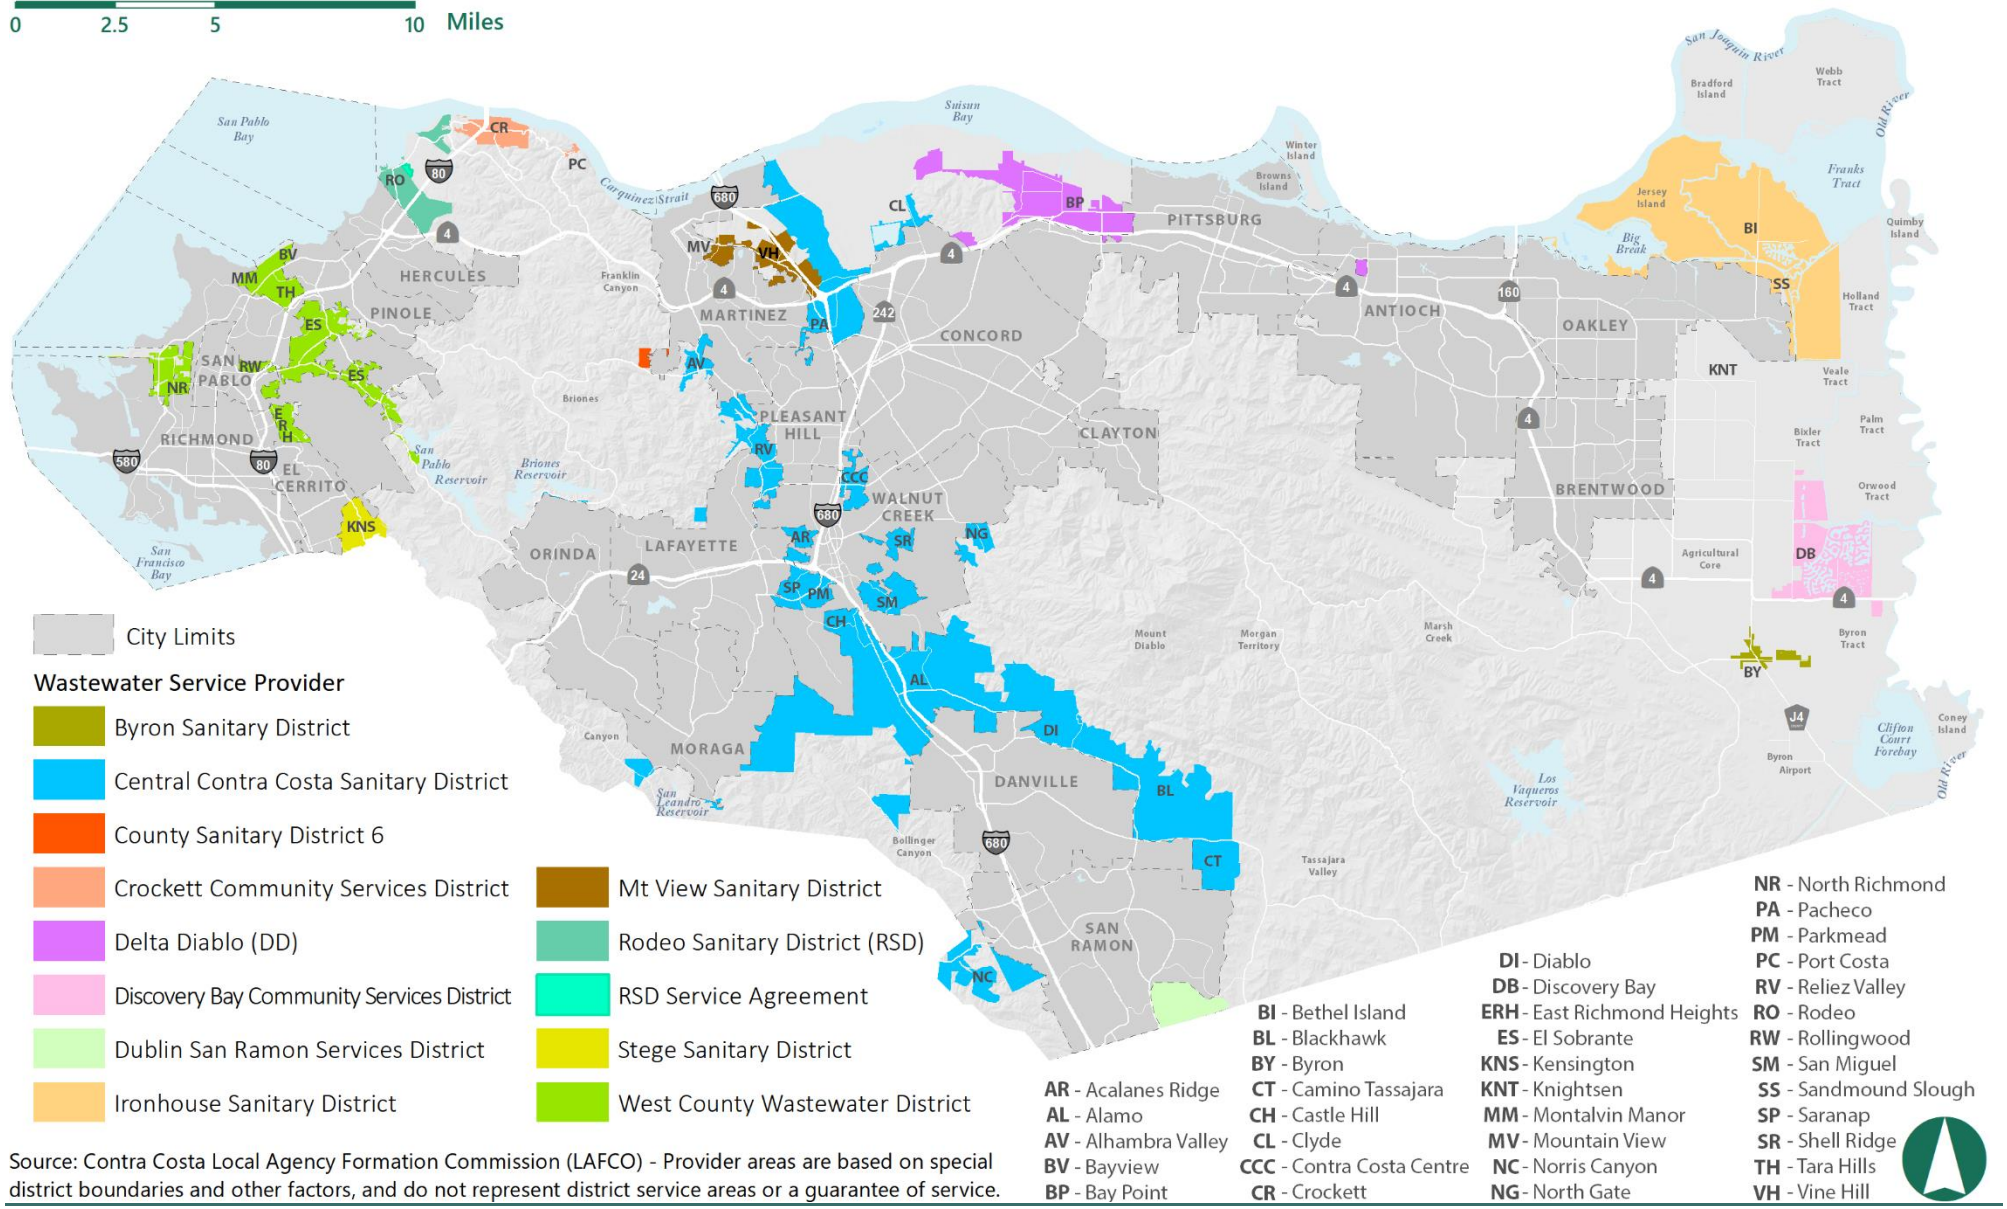 0 2.5 5 10 Miles
San Joaquin River
Bradford
Island
Webb
Tract
Old River
San Pablo
Bay
Suisun
Bay
CR
PC
80
RO
Carquinez Strait
680
Winter
Island
Browns
Island
Franks
Tract
Jersey
Island
Quimby
Island
CL
BP
PITTSBURG
BI
Big
Break
4
MV
VH
4
BV
MM
TH
HERCULES
Franklin
Canyon
4
4
160
SS
Holland
Tract
PINOLE
ES
MARTINEZ
PA
242
CONCORD
ANTIOCH
OAKLEY
SAN
PABLO
RW
ES
NR
AV
KNT
Veale
Tract
Briones
E
R
H
RICHMOND
PLEASANT
HILL
RV
CLAYTON
4
Bixler
Tract
Palm
Tract
580
80
EL
CERRITO
San
Pablo
Reservoir
Briones
Reservoir
CCC
WALNUT
CREEK
BRENTWOOD
Orwood
Tract
KNS
680
San
Francisco
Bay
ORINDA
LAFAYETTE
AR
SR
NG
Agricultural
Core
DB
24
SP
PM
SM
4
4
CH
Mount
Diablo
Morgan
Territory
Marsh
Creek
Byron
Tract
BY
AL
Canyon
MORAGA
DI
J4
Clifton
Court
Forebay
Coney
Island
Byron
Airport
Old River
DANVILLE
BL
San
Leandro
Reservoir
Los
Vaqueros
Reservoir
Bollinger
Canyon
680
CT
Tassajara
Valley
SAN
RAMON
NC
City Limits
Wastewater Service Provider
Byron Sanitary District
Central Contra Costa Sanitary District
County Sanitary District 6
Crockett Community Services District
Delta Diablo (DD)
Discovery Bay Community Services District
Dublin San Ramon Services District
Ironhouse Sanitary District
Mt View Sanitary District
Rodeo Sanitary District (RSD)
RSD Service Agreement
Stege Sanitary District
West County Wastewater District
AR - Acalanes Ridge
AL - Alamo
AV - Alhambra Valley
BV - Bayview
BP - Bay Point
BI - Bethel Island
BL - Blackhawk
BY - Byron
CT - Camino Tassajara
CH - Castle Hill
CL - Clyde
CCC - Contra Costa Centre
CR - Crockett
DI - Diablo
DB - Discovery Bay
ERH - East Richmond Heights
ES - El Sobrante
KNS - Kensington
KNT - Knightsen
MM - Montalvin Manor
MV - Mountain View
NC - Norris Canyon
NG - North Gate
NR - North Richmond
PA - Pacheco
PM - Parkmead
PC - Port Costa
RV - Reliez Valley
RO - Rodeo
RW - Rollingwood
SM - San Miguel
SS - Sandmound Slough
SP - Saranap
SR - Shell Ridge
TH - Tara Hills
VH - Vine Hill
Source: Contra Costa Local Agency Formation Commission (LAFCO) - Provider areas are based on special
district boundaries and other factors, and do not represent district service areas or a guarantee of service.